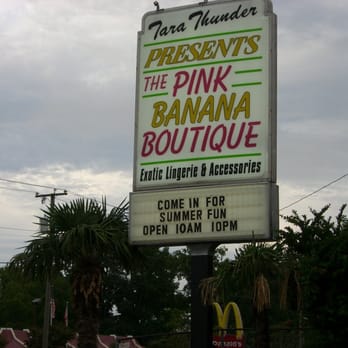 Tara Thunder
PRESENTS
THE PINK
BANANA
BOUTIQUE
Exotic Lingerie & Accessories
COME IN FOR
SUMMER FUN
OPEN 10AM 10PM